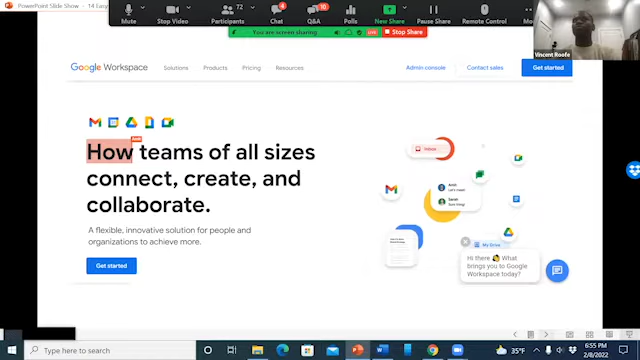 PowerPoint Slide Show - 14 Easy
72
4
10
Mute
Stop Video
Participants
Chat
Q&A
Polls
New Share
Pause Share
Remote Control
More
You are screen sharing
LIVE
Stop Share
Vincent Roofe
Google Workspace
Solutions
Products
Pricing
Resources
Admin console
Contact sales
Get started
How teams of all sizes
connect, create, and
collaborate.
A flexible, innovative solution for people and
organizations to achieve more.
Get started
Inbox
Let's meet!
Sarah
Sure thing!
My Drive
Hi there 👋 What
brings you to Google
Workspace today?
Type here to search
35°F
6:55 PM
2/8/2022